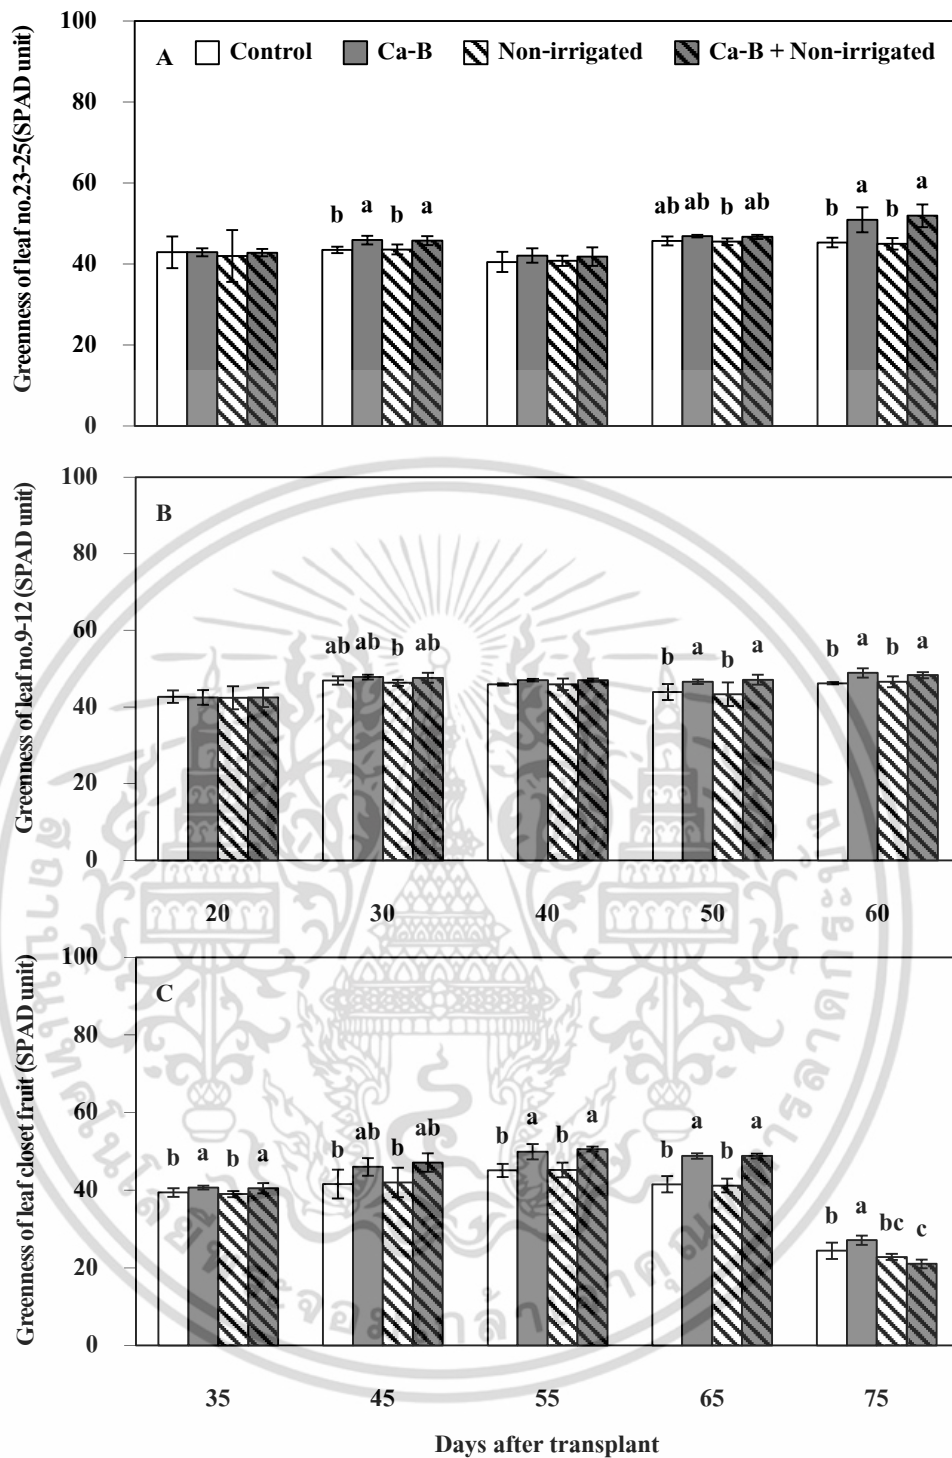 100
A Control Ca-B Non-irrigated Ca-B + Non-irrigated
80
60
40
20
0
Greenness of leaf no.23-25(SPAD unit)
b a b a
ab ab b ab
b a b a
100
B
80
60
40
20
0
Greenness of leaf no.9-12 (SPAD unit)
ab ab b ab
b a b a
b a b a
20 30 40 50 60
100
C
80
60
40
20
0
Greenness of leaf closet fruit (SPAD unit)
b a b a
b ab b ab
b a b a
b a b a
b a bc c
35 45 55 65 75
Days after transplant